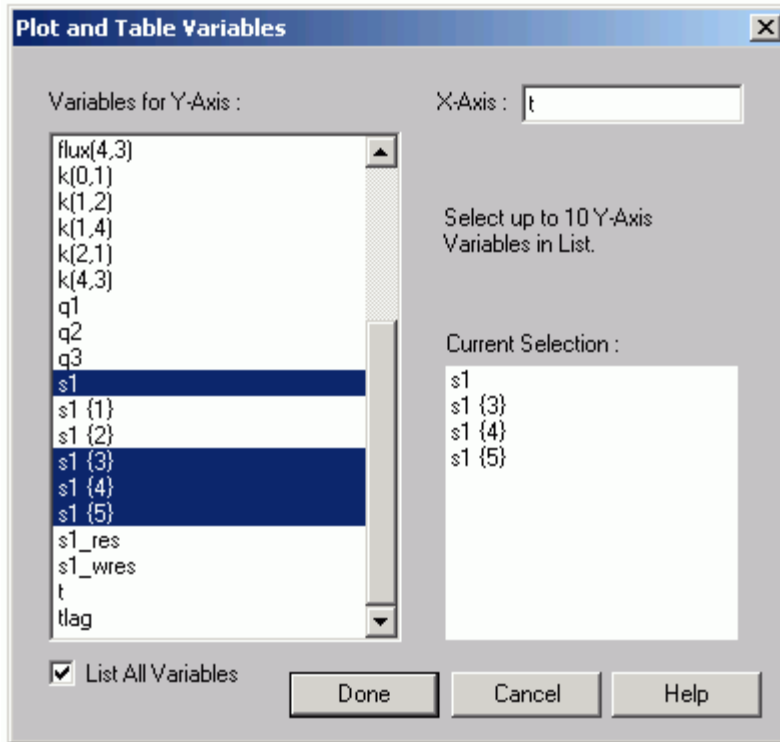 Plot and Table Variables
Variables for Y-Axis :
X-Axis : t
flux(4,3)
k(0,1)
k(1,2)
k(1,4)
k(2,1)
k(4,3)
q1
q2
q3
s1
s1 {1}
s1 {2}
s1 {3}
s1 {4}
s1 {5}
s1_res
s1_wres
t
tlag
Select up to 10 Y-Axis
Variables in List.
Current Selection :
s1
s1 {3}
s1 {4}
s1 {5}
List All Variables
Done
Cancel
Help